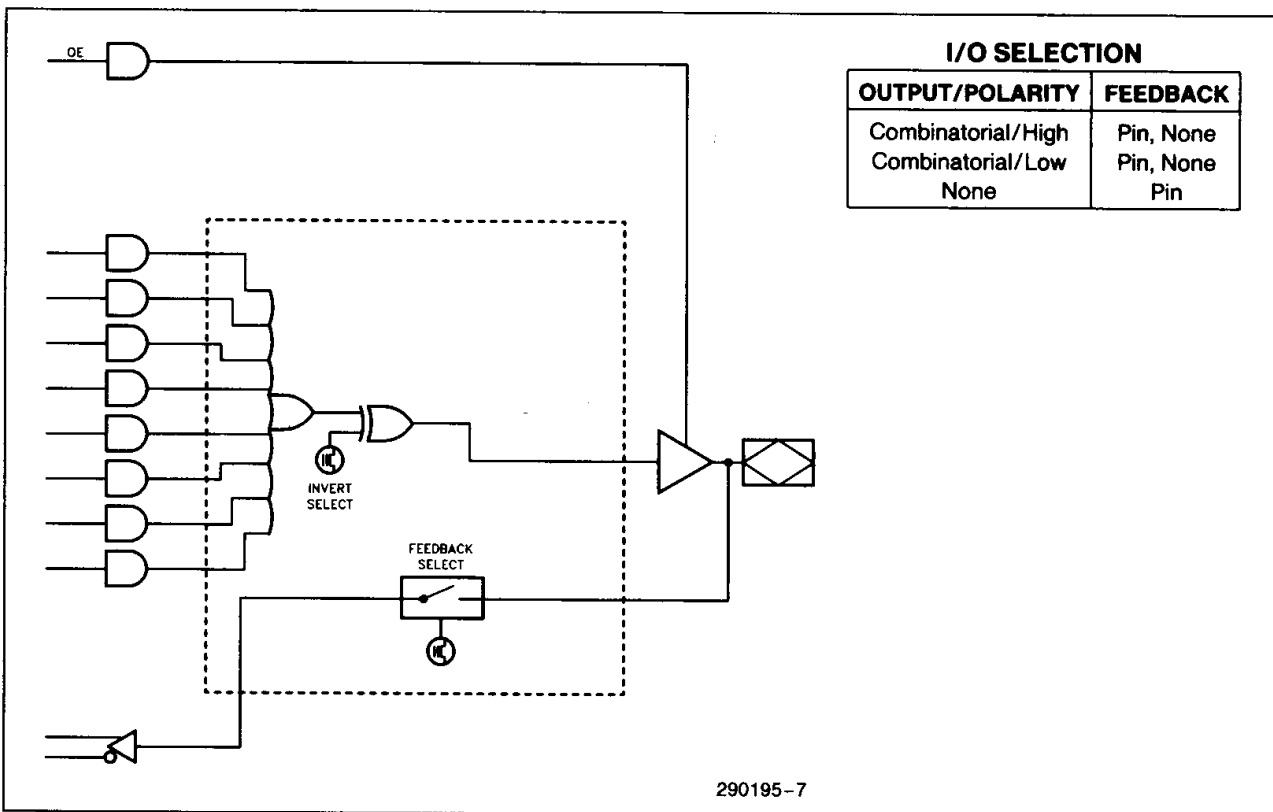 OE
I/O SELECTION
OUTPUT/POLARITY FEEDBACK
Combinatorial/High Pin, None
Combinatorial/Low Pin, None
None Pin
INVERT
SELECT
FEEDBACK
SELECT
290195-7